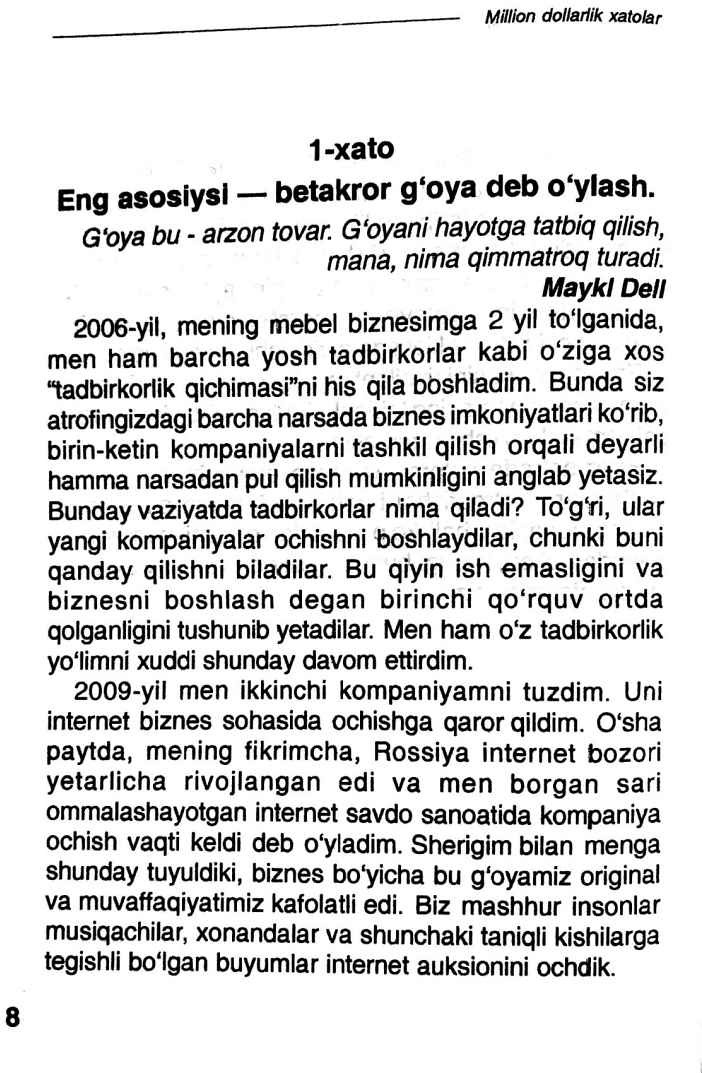 Million dollarlik xatolar
1-xato
Eng asosiysi — betakror g‘oya deb o‘ylash.
G‘oya bu - arzon tovar. G‘oyani hayotga tatbiq qilish,
mana, nima qimmatroq turadi.
Maykl Dell
2006-yil, mening mebel biznesimga 2 yil to‘lganida,
men ham barcha yosh tadbirkorlar kabi o‘ziga xos
“tadbirkorlik qichimasi”ni his qila boshladim. Bunda siz
atrofingizdagi barcha narsada biznes imkoniyatlari ko‘rib,
birin-ketin kompaniyalarni tashkil qilish orqali deyarli
hamma narsadan pul qilish mumkinligini anglab yetasiz.
Bunday vaziyatda tadbirkorlar nima qiladi? To‘g‘ri, ular
yangi kompaniyalar ochishni boshlaydilar, chunki buni
qanday qilishni biladilar. Bu qiyin ish emasligini va
biznesni boshlash degan birinchi qo‘rquv ortda
qolganligini tushunib yetadilar. Men ham o‘z tadbirkorlik
yo‘limni xuddi shunday davom ettirdim.
2009-yil men ikkinchi kompaniyamni tuzdim. Uni
internet biznes sohasida ochishga qaror qildim. O‘sha
paytda, mening fikrimcha, Rossiya internet bozori
yetarlicha rivojlangan edi va men borgan sari
ommalashayotgan internet savdo sanoatida kompaniya
ochish vaqti keldi deb o‘yladim. Sherigim bilan menga
shunday tuyuldiki, biznes bo‘yicha bu g‘oyamiz original
va muvaffaqiyatimiz kafolatli edi. Biz mashhur insonlar
musiqachilar, xonandalar va shunchaki taniqli kishilarga
tegishli bo‘lgan buyumlar internet auksionini ochdik.
8